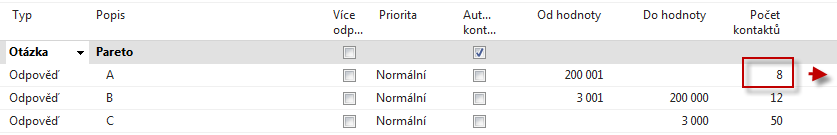 Typ Popis Více odp... Priorita Aut... kont... Od hodnoty Do hodnoty Počet kontaktů
Otázka Pareto
Odpověď A Normální 200 001 8
Odpověď B Normální 3 001 200 000 12
Odpověď C 3 000 50